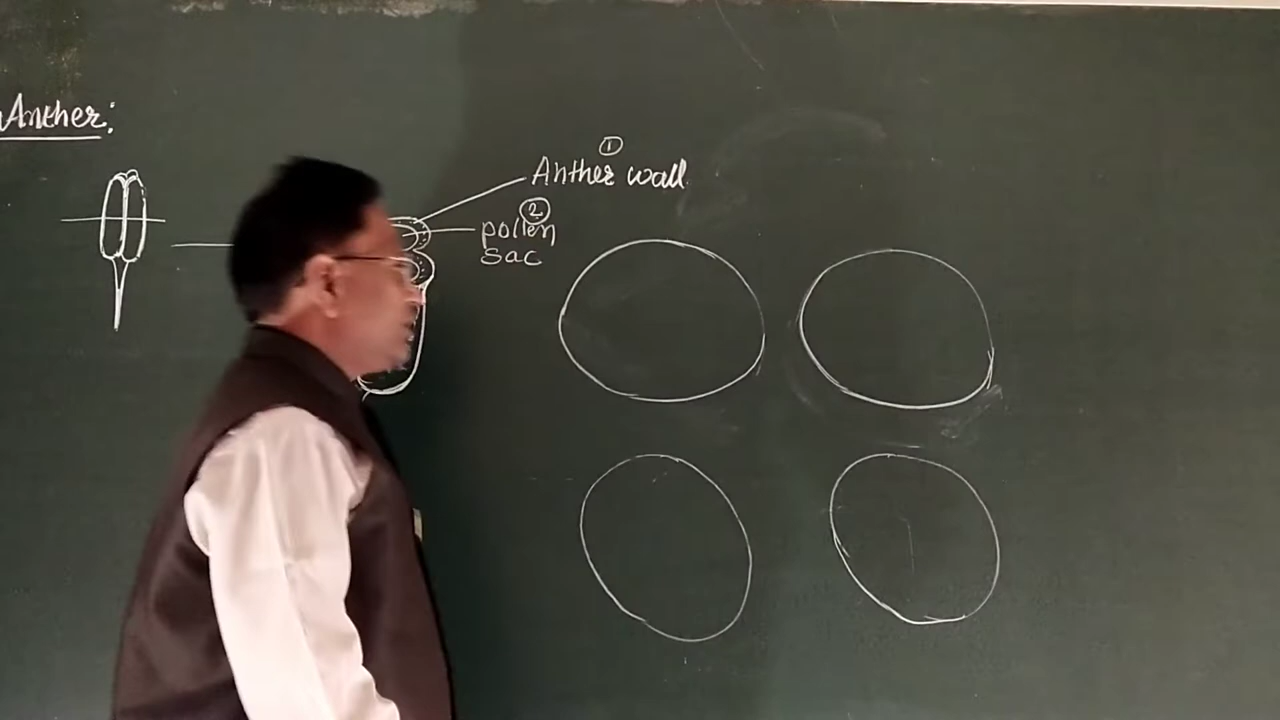 Anther:
①
Anther wall
②
pollen
sac